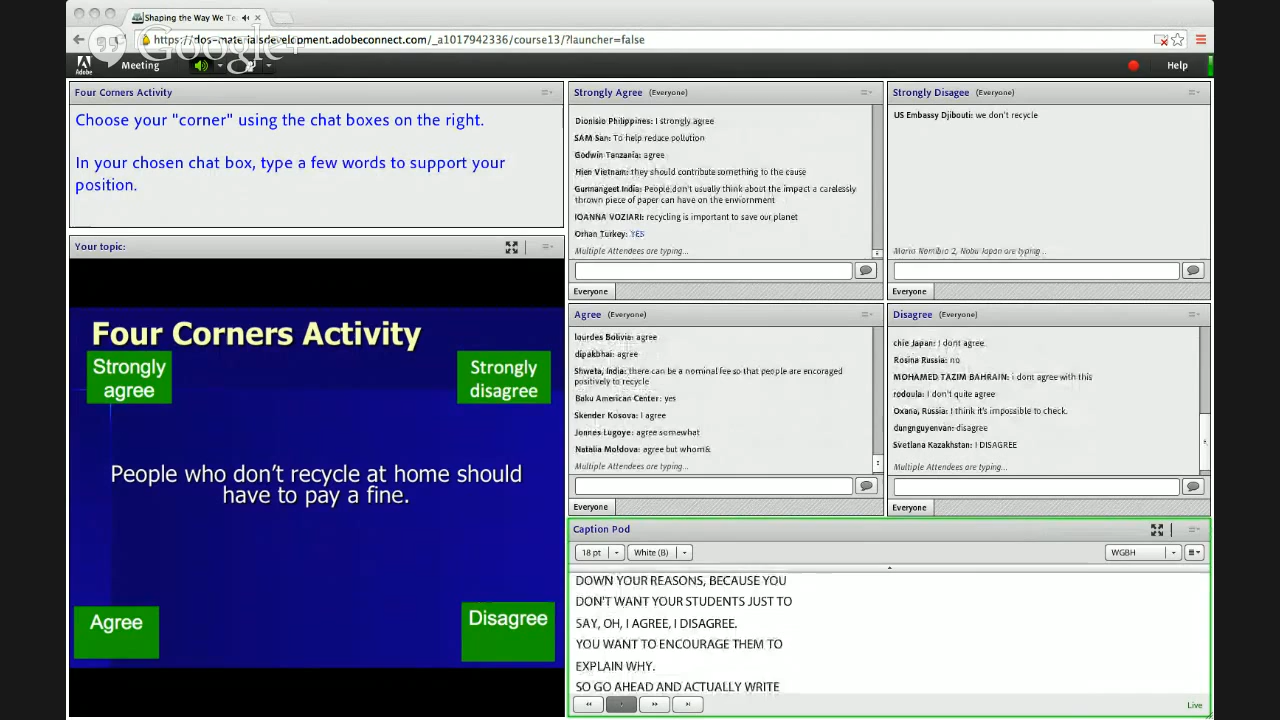 Shaping the Way We Te
Google+
https://dos-materialsdevelopment.adobeconnect.com/_a1017942336/course13/?launcher=false
Adobe
Meeting
Help
Four Corners Activity
Choose your "corner" using the chat boxes on the right.
In your chosen chat box, type a few words to support your
position.
Your topic:
Four Corners Activity
Strongly
agree
Strongly
disagree
People who don't recycle at home should
have to pay a fine.
Agree
Disagree
Strongly Agree (Everyone)
Dionisio Philippines: I strongly agree
SAM San: To help reduce pollution
Godwin Tanzania: agree
Hien Vietnam: they should contribute something to the cause
Gurmangeet India: People don't usually think about the impact a carelessly
thrown piece of paper can have on the enviornment
IOANNA VOZIARI: recycling is important to save our planet
Orhan Turkey: YES
Multiple Attendees are typing...
Everyone
Strongly Disagee (Everyone)
US Embassy Djibouti: we don't recycle
Maria Namibia 2, Nobu Japan are typing...
Everyone
Agree (Everyone)
lourdes Bolivia: agree
dipakbhai: agree
Shweta, India: there can be a nominal fee so that people are encoraged
positively to recycle
Baku American Center: yes
Skender Kosova: I agree
Jonnes Lugoye: agree somewhat
Natalia Moldova: agree but whom&
Multiple Attendees are typing...
Everyone
Disagree (Everyone)
chie Japan: I dont agree.
Rosina Russia: no
MOHAMED TAZIM BAHRAIN: i dont agree with this
rodoula: I don't quite agree
Oxana, Russia: I think it's impossible to check.
dungnguyenvan: disagree
Svetlana Kazakhstan: I DISAGREE
Multiple Attendees are typing...
Everyone
Caption Pod
18 pt
White (B)
WGBH
DOWN YOUR REASONS, BECAUSE YOU
DON'T WANT YOUR STUDENTS JUST TO
SAY, OH, I AGREE, I DISAGREE.
YOU WANT TO ENCOURAGE THEM TO
EXPLAIN WHY.
SO GO AHEAD AND ACTUALLY WRITE
Live